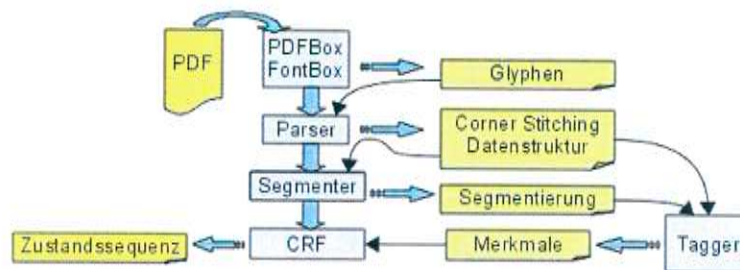 PDF
PDFBox
FontBox
Glyphen
Parser
Corner Stitching
Datenstruktur
Segmenter
Segmentierung
Zustandssequenz
CRF
Merkmale
Tagger